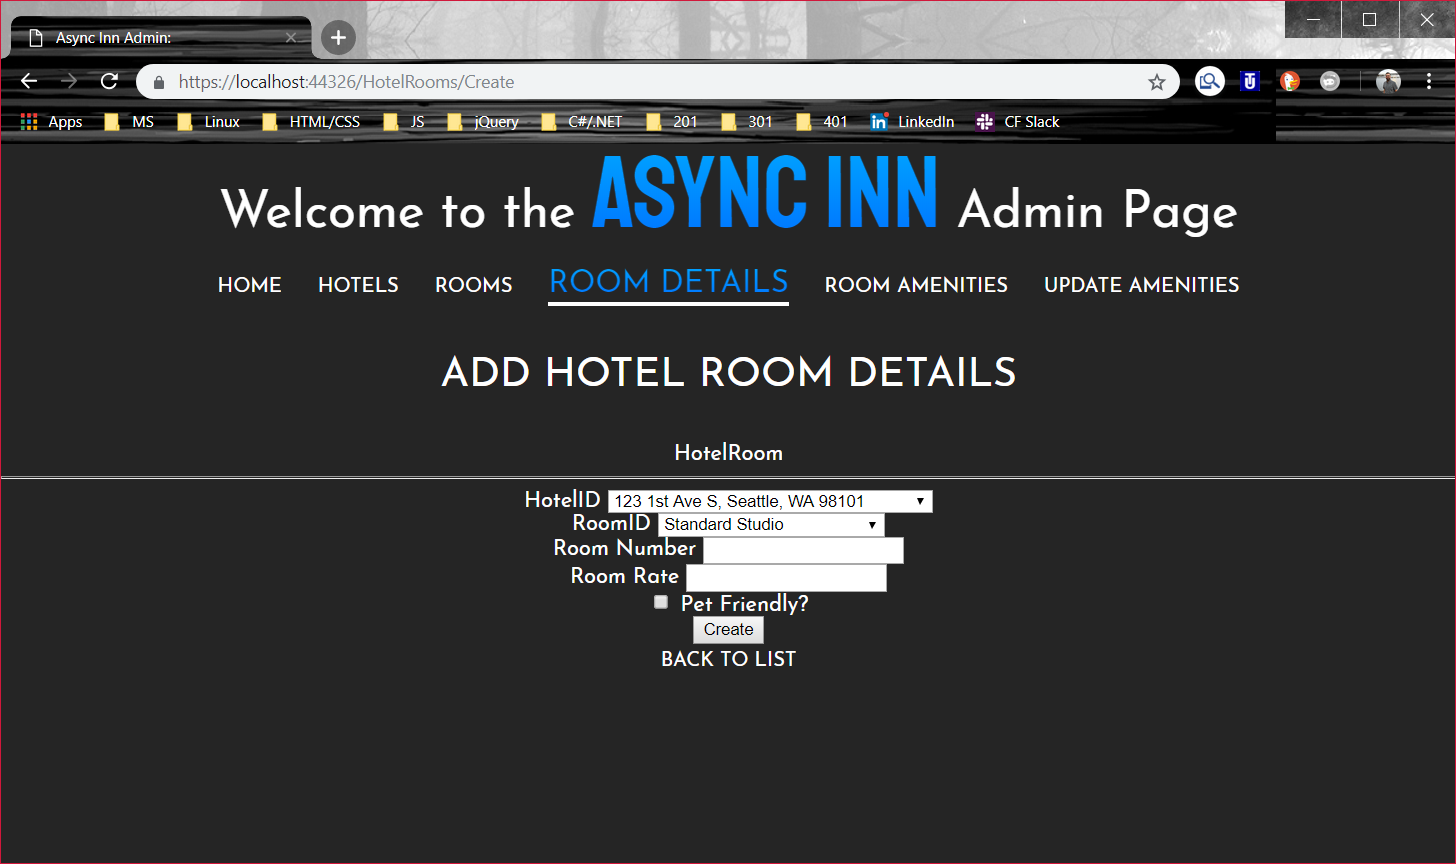 Async Inn Admin:
https://localhost:44326/HotelRooms/Create
Apps MS Linux HTML/CSS JS jQuery C#/.NET 201 301 401 LinkedIn CF Slack
Welcome to the ASYNC INN Admin Page
HOME HOTELS ROOMS ROOM DETAILS ROOM AMENITIES UPDATE AMENITIES
ADD HOTEL ROOM DETAILS
HotelRoom
HotelID 123 1st Ave S, Seattle, WA 98101
RoomID Standard Studio
Room Number
Room Rate
Pet Friendly?
Create
BACK TO LIST